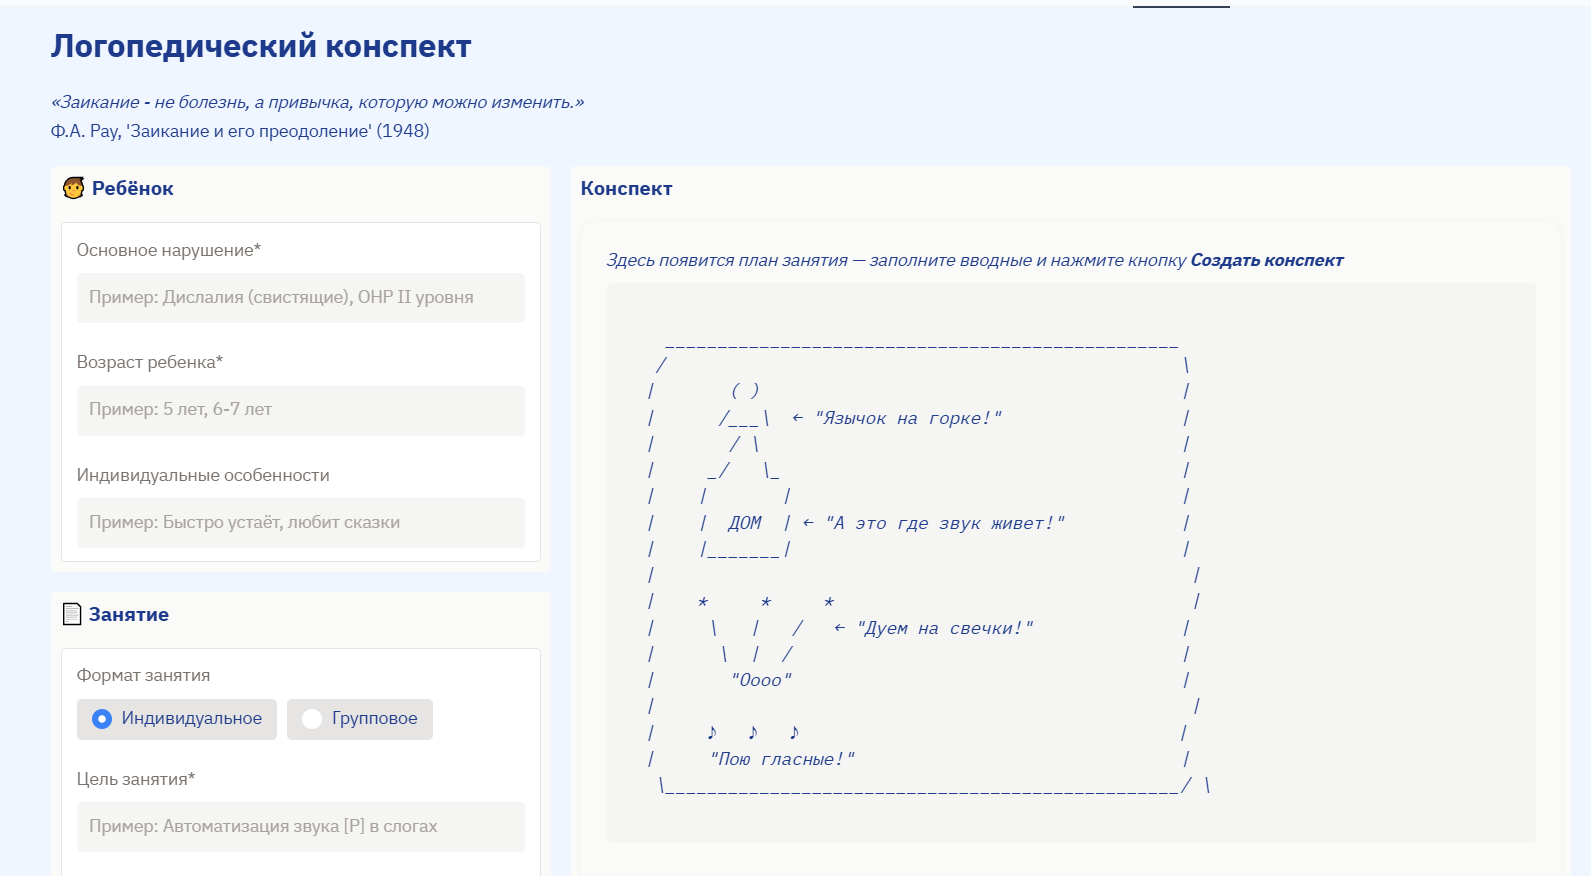 Логопедический конспект
«Заикание - не болезнь, а привычка, которую можно изменить.»
Ф.А. Рау, 'Заикание и его преодоление' (1948)
Ребёнок
Основное нарушение*
Пример: Дислалия (свистящие), ОНР II уровня
Возраст ребенка*
Пример: 5 лет, 6-7 лет
Индивидуальные особенности
Пример: Быстро устаёт, любит сказки
Занятие
Формат занятия
Индивидуальное
Групповое
Цель занятия*
Пример: Автоматизация звука [Р] в слогах
Конспект
Здесь появится план занятия — заполните вводные и нажмите кнопку Создать конспект
← "Язычок на горке!"
ДОМ ← "А это где звук живет!"
← "Дуем на свечки!"
"Оооо"
♪ ♪ ♪
"Пою гласные!"